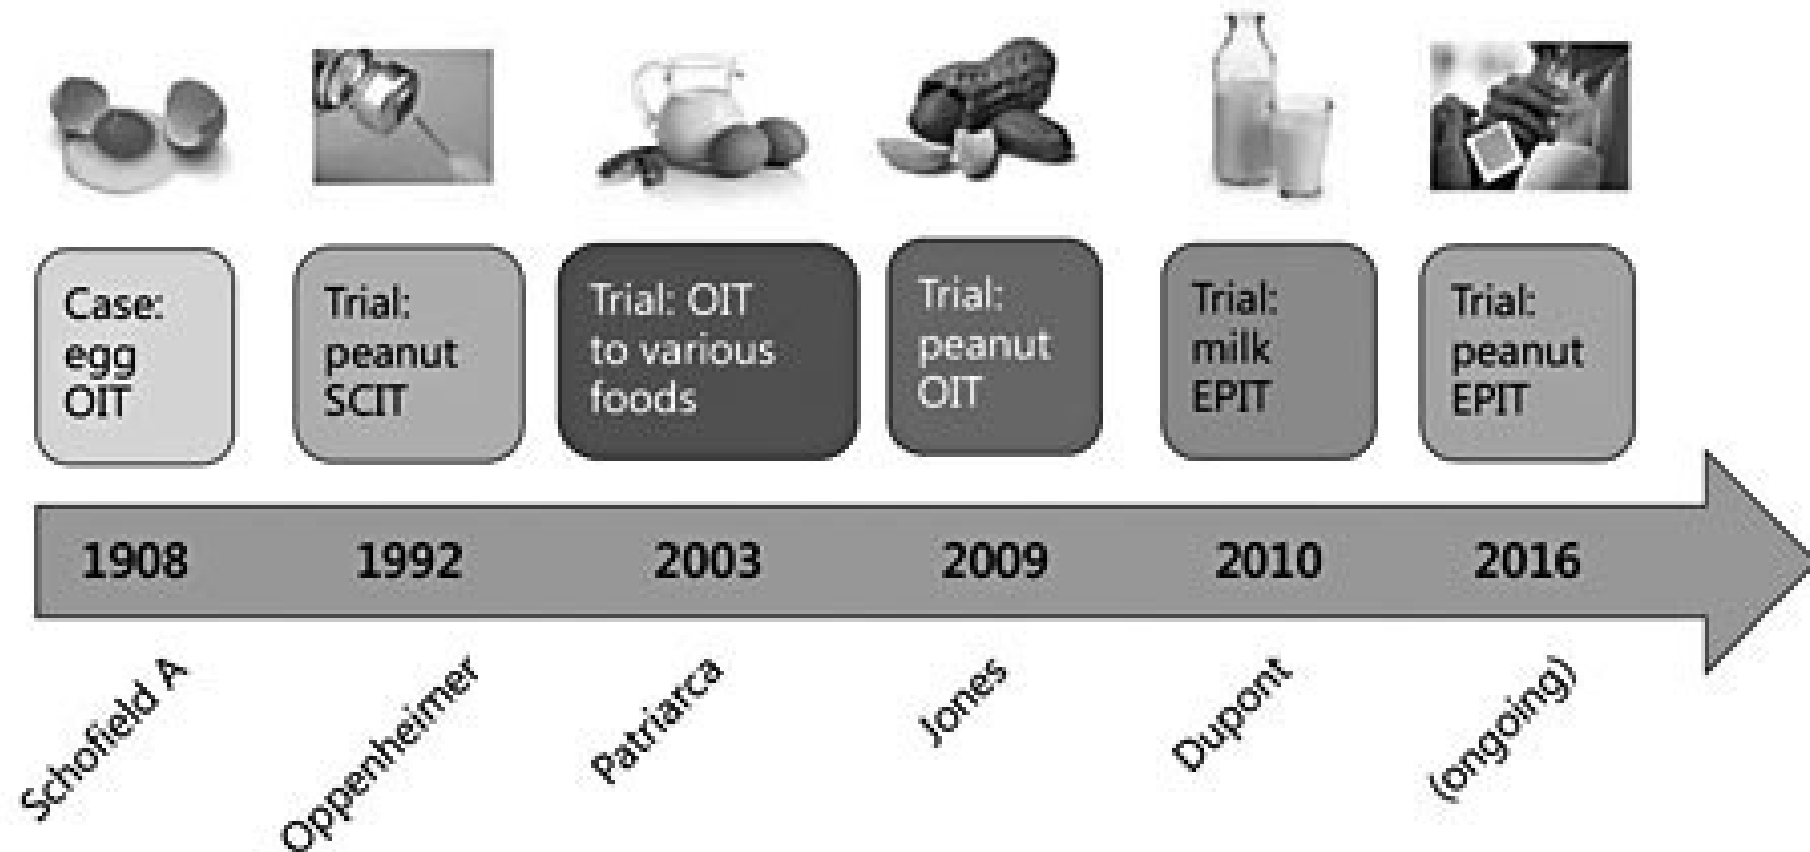 Case:
egg
OIT
Trial:
peanut
SCIT
Trial: OIT
to various
foods
Trial:
peanut
OIT
Trial:
milk
EPIT
Trial:
peanut
EPIT
1908
1992
2003
2009
2010
2016
Schofield A
Oppenheimer
Patriarca
Jones
Dupont
(ongoing)